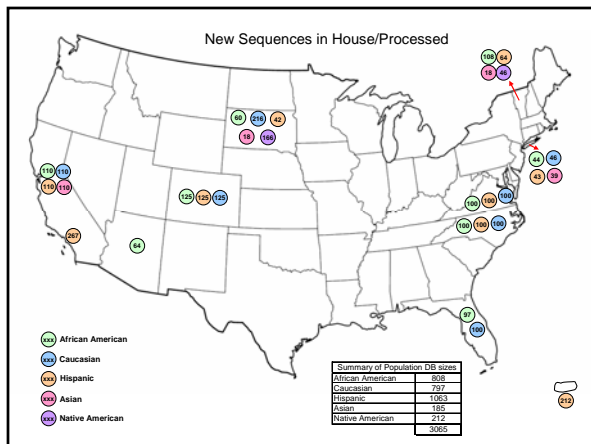 New Sequences in House/Processed
108 64
18 46
60 216 42
18 166
44 46
43 39
110 110
110 110
125 125 125
100 100 100
100 100 100
267
64
97
100
xxx African American
xxx Caucasian
xxx Hispanic
xxx Asian
xxx Native American
Summary of Population DB sizes
African American 808
Caucasian 797
Hispanic 1063
Asian 185
Native American 212
3065
212